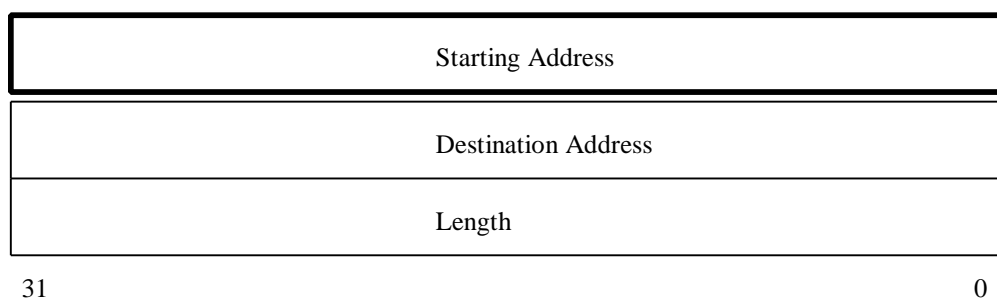 Starting Address
Destination Address
Length
31 0